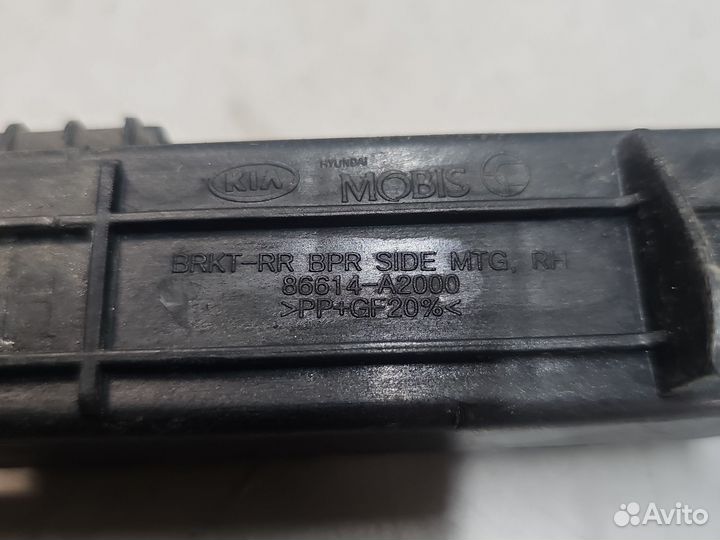 KIA HYUNDAI MOBIS
BRKT-RR BPR SIDE MTG, RH
86614-A2000
>PP+GF20%<
Avito